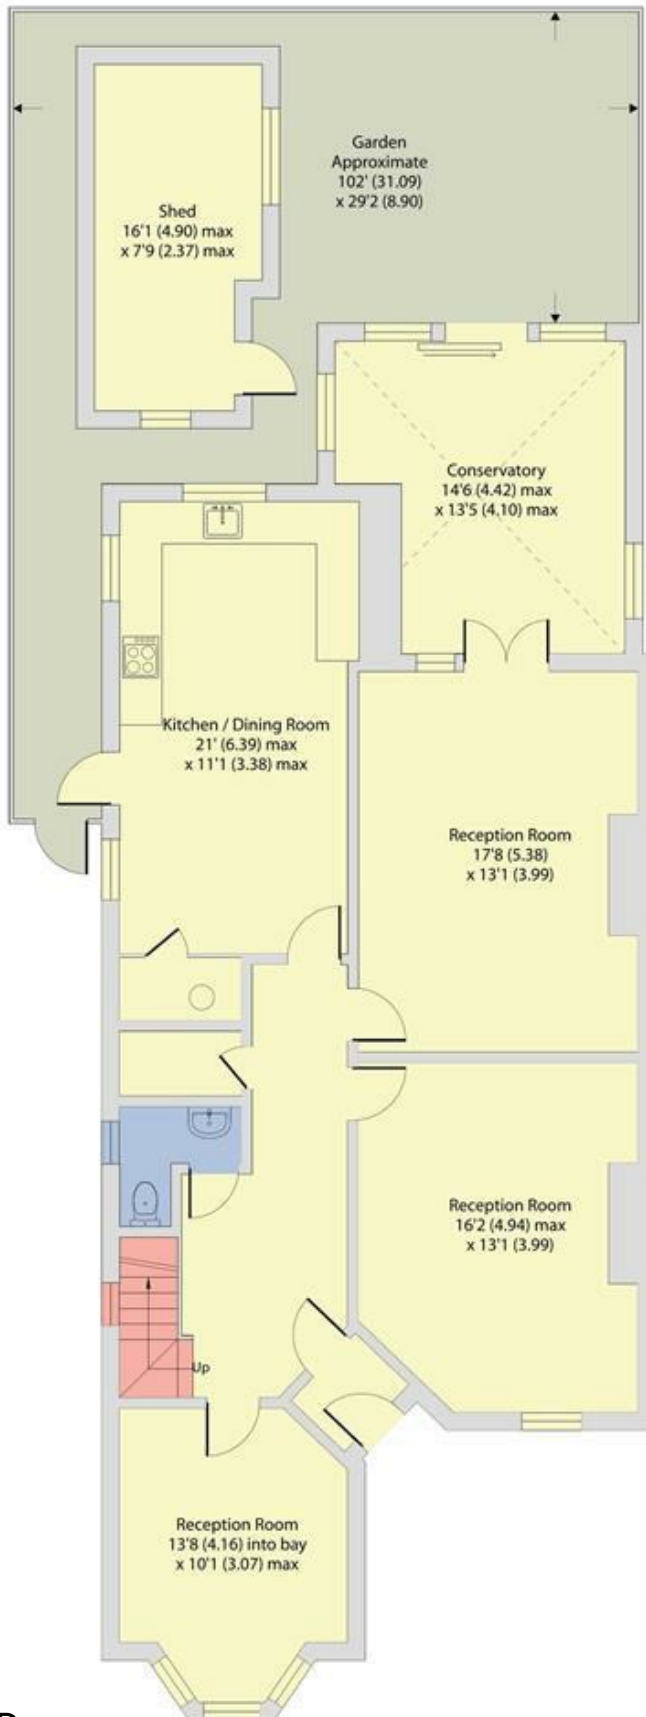 Garden
Approximate
102' (31.09)
x 29'2 (8.90)
Shed
16'1 (4.90) max
x 7'9 (2.37) max
Conservatory
14'6 (4.42) max
x 13'5 (4.10) max
Kitchen / Dining Room
21' (6.39) max
x 11'1 (3.38) max
Reception Room
17'8 (5.38)
x 13'1 (3.99)
Reception Room
16'2 (4.94) max
x 13'1 (3.99)
Up
Reception Room
13'8 (4.16) into bay
x 10'1 (3.07) max